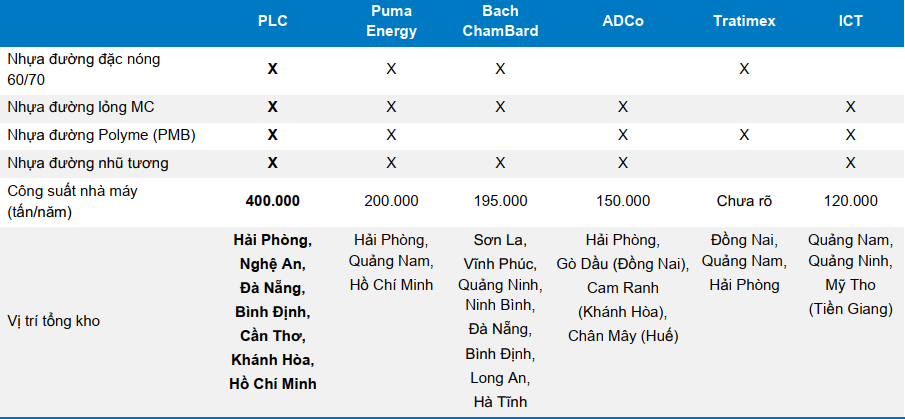 PLC Puma Energy Bach ChamBard ADCo Tratimex ICT
Nhựa đường đặc nóng 60/70 X X X X
Nhựa đường lỏng MC X X X X X
Nhựa đường Polyme (PMB) X X X X X
Nhựa đường nhũ tương X X X X X
Công suất nhà máy (tấn/năm) 400.000 200.000 195.000 150.000 Chưa rõ 120.000
Vị trí tổng kho
Hải Phòng,
Nghệ An,
Đà Nẵng,
Bình Định,
Cần Thơ,
Khánh Hòa,
Hồ Chí Minh
Hải Phòng,
Quảng Nam,
Hồ Chí Minh
Sơn La,
Vĩnh Phúc,
Quảng Ninh,
Ninh Bình,
Đà Nẵng,
Bình Định,
Long An,
Hà Tĩnh
Hải Phòng,
Gò Dầu (Đồng Nai),
Cam Ranh
(Khánh Hòa),
Chân Mây (Huế)
Đồng Nai,
Quảng Nam,
Hải Phòng
Quảng Nam,
Quảng Ninh,
Mỹ Tho
(Tiền Giang)